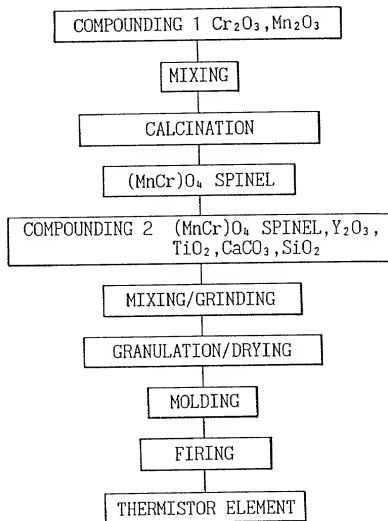 COMPOUNDING 1 Cr₂O₃,Mn₂O₃
MIXING
CALCINATION
(MnCr)O₄ SPINEL
COMPOUNDING 2 (MnCr)O₄ SPINEL,Y₂O₃,
TiO₂,CaCO₃,SiO₂
MIXING/GRINDING
GRANULATION/DRYING
MOLDING
FIRING
THERMISTOR ELEMENT